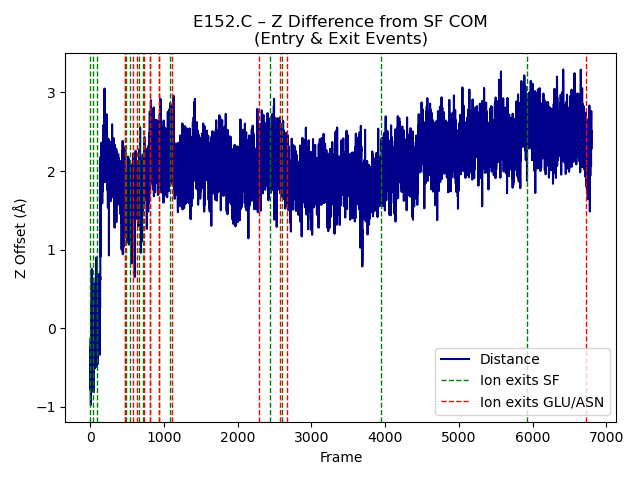 E152.C – Z Difference from SF COM
(Entry & Exit Events)
Z Offset (Å)
3
2
1
0
−1
0
1000
2000
3000
4000
5000
6000
7000
Frame
Distance
Ion exits SF
Ion exits GLU/ASN